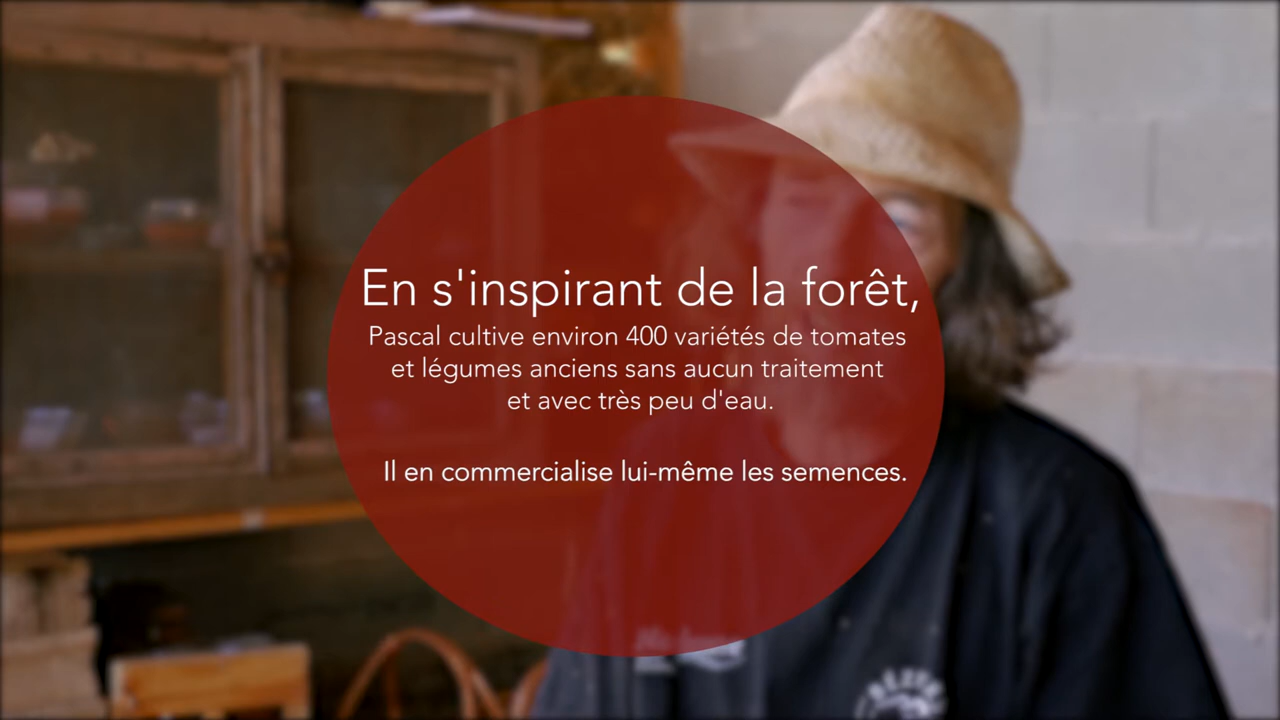 En s'inspirant de la forêt,
Pascal cultive environ 400 variétés de tomates
et légumes anciens sans aucun traitement
et avec très peu d'eau.
Il en commercialise lui-même les semences.